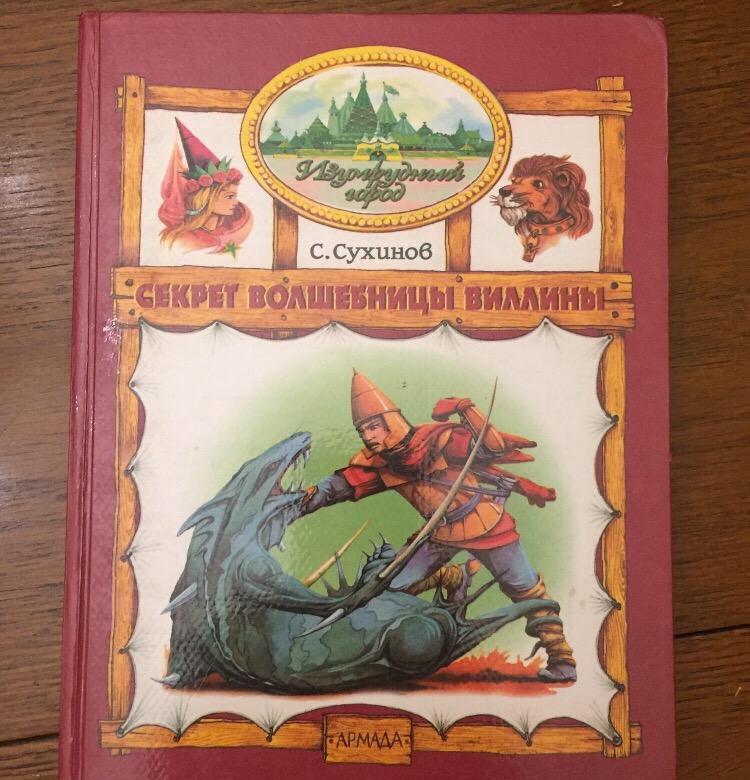 Изумрудный
город
С. Сухинов
СЕКРЕТ ВОЛШЕБНИЦЫ ВИЛЛИНЫ
АРМАДА